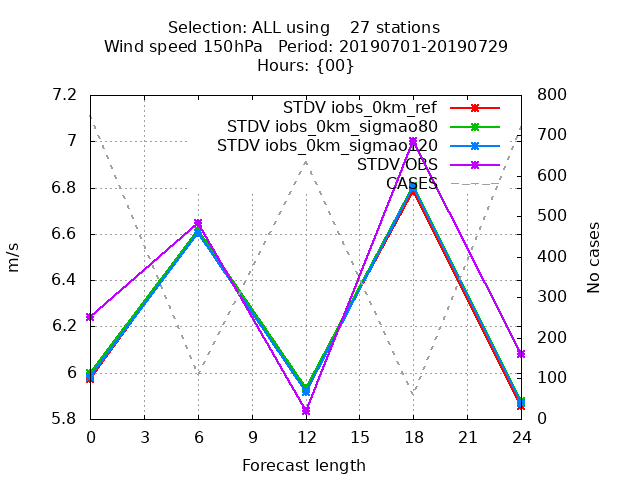 Selection: ALL using    27 stations
Wind speed 150hPa   Period: 20190701-20190729
Hours: {00}
7.2
7
6.8
6.6
6.4
6.2
6
5.8
m/s
STDV iobs_0km_ref
STDV iobs_0km_sigmao80
STDV iobs_0km_sigmao120
STDV OBS
CASES
800
700
600
500
400
300
200
100
0
No cases
0 3 6 9 12 15 18 21 24
Forecast length